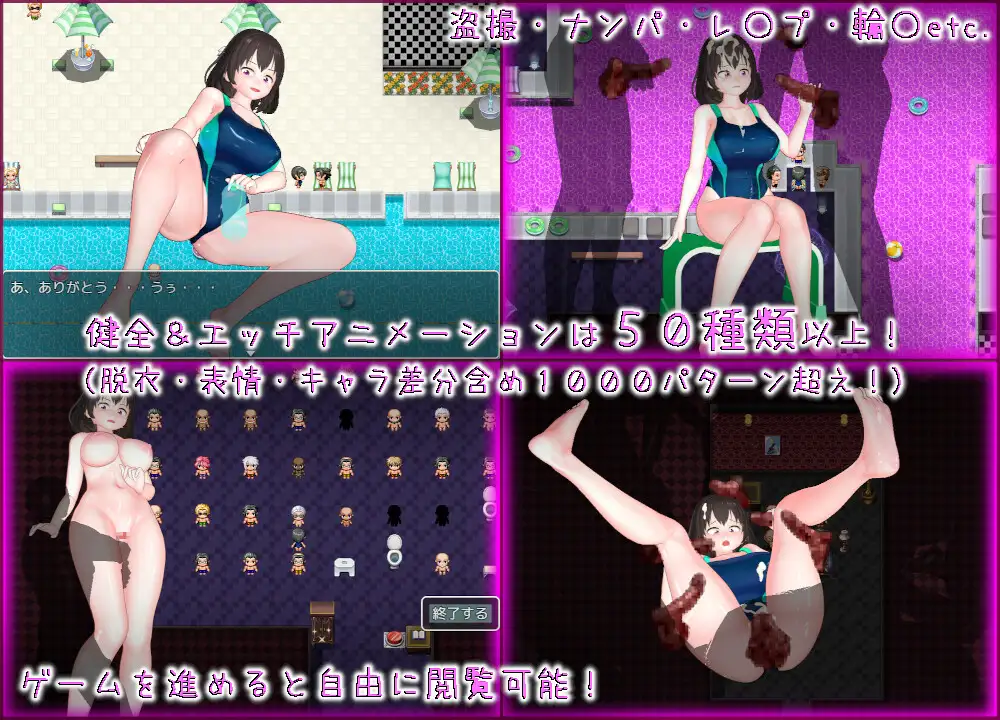 盗撮・ナンパ・レ〇プ・輪〇etc.
あ、ありがとう・・・うぅ・・・
健全＆エッチアニメーションは５０種類以上！
(脱衣・表情・キャラ差分含め１０００パターン超え！)
終了する
ゲームを進めると自由に閲覧可能！